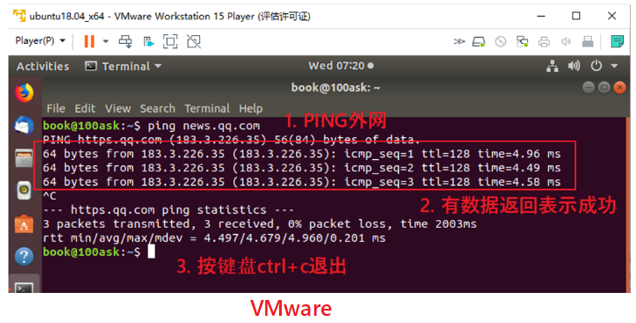 ubuntu18.04_x64 - VMware Workstation 15 Player (评估许可证)
Player(P)
Activities Terminal Wed 07:20
book@100ask: ~
File Edit View Search Terminal Help
book@100ask:~$ ping news.qq.com
1. PING外网
PING https.qq.com (183.3.226.35) 56(84) bytes of data.
64 bytes from 183.3.226.35 (183.3.226.35): icmp_seq=1 ttl=128 time=4.96 ms
64 bytes from 183.3.226.35 (183.3.226.35): icmp_seq=2 ttl=128 time=4.49 ms
64 bytes from 183.3.226.35 (183.3.226.35): icmp_seq=3 ttl=128 time=4.58 ms
^C
2. 有数据返回表示成功
--- https.qq.com ping statistics ---
3 packets transmitted, 3 received, 0% packet loss, time 2003ms
rtt min/avg/max/mdev = 4.497/4.679/4.960/0.201 ms
book@100ask:~$
3. 按键盘ctrl+c退出
VMware